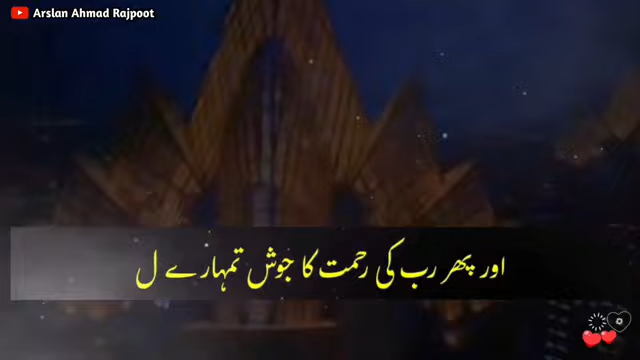 Arslan Ahmad Rajpoot
اور پھر رب کی رحمت کا جوش تمہارے ل